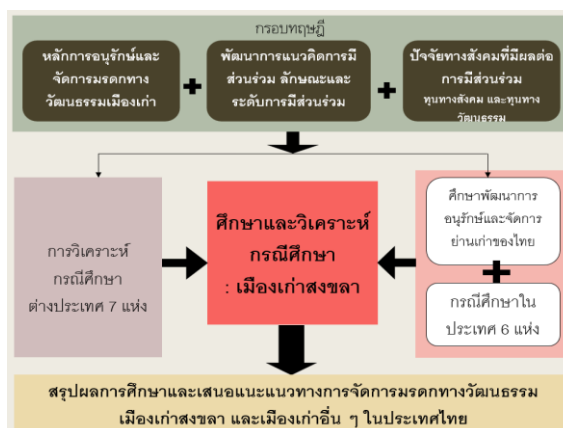 กรอบทฤษฎี
หลักการอนุรักษ์และ
จัดการมรดกทาง
วัฒนธรรมเมืองเก่า
+
พัฒนาการแนวคิดการมี
ส่วนร่วม ลักษณะและ
ระดับการมีส่วนร่วม
+
ปัจจัยทางสังคมที่มีผลต่อ
การมีส่วนร่วม
ทุนทางสังคม และทุนทาง
วัฒนธรรม
การวิเคราะห์
กรณีศึกษา
ต่างประเทศ 7 แห่ง
ศึกษาและวิเคราะห์
กรณีศึกษา
: เมืองเก่าสงขลา
ศึกษาพัฒนาการ
อนุรักษ์และจัดการ
ย่านเก่าของไทย
+
กรณีศึกษาใน
ประเทศ 6 แห่ง
สรุปผลการศึกษาและเสนอแนะแนวทางการจัดการมรดกทางวัฒนธรรม
เมืองเก่าสงขลา และเมืองเก่าอื่น ๆ ในประเทศไทย